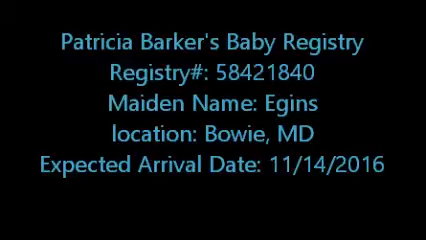 Patricia Barker's Baby Registry
Registry#: 58421840
Maiden Name: Egins
location: Bowie, MD
Expected Arrival Date: 11/14/2016